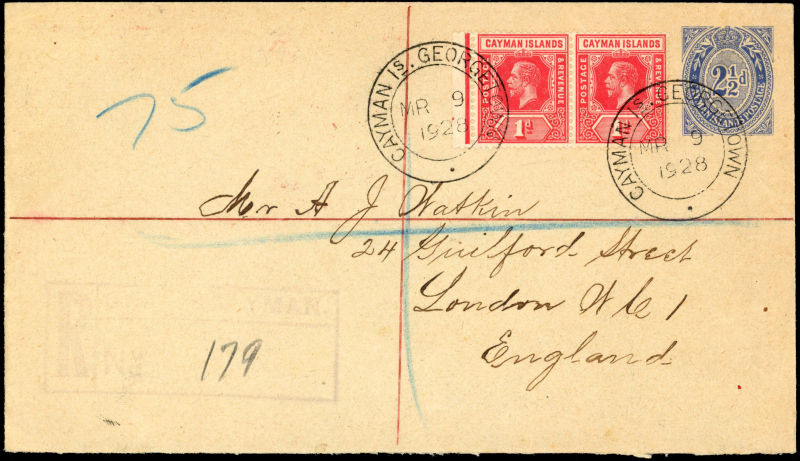 75
CAYMAN ISLANDS
POSTAGE & REVENUE
1d
CAYMAN ISLANDS
POSTAGE & REVENUE
2½d
CAYMAN IS. GEORGETOWN
MR 9
1928
CAYMAN IS. GEORGETOWN
MR 9
1928
Mr A J Watkin
24 Guilford Street
London W C 1
England
179